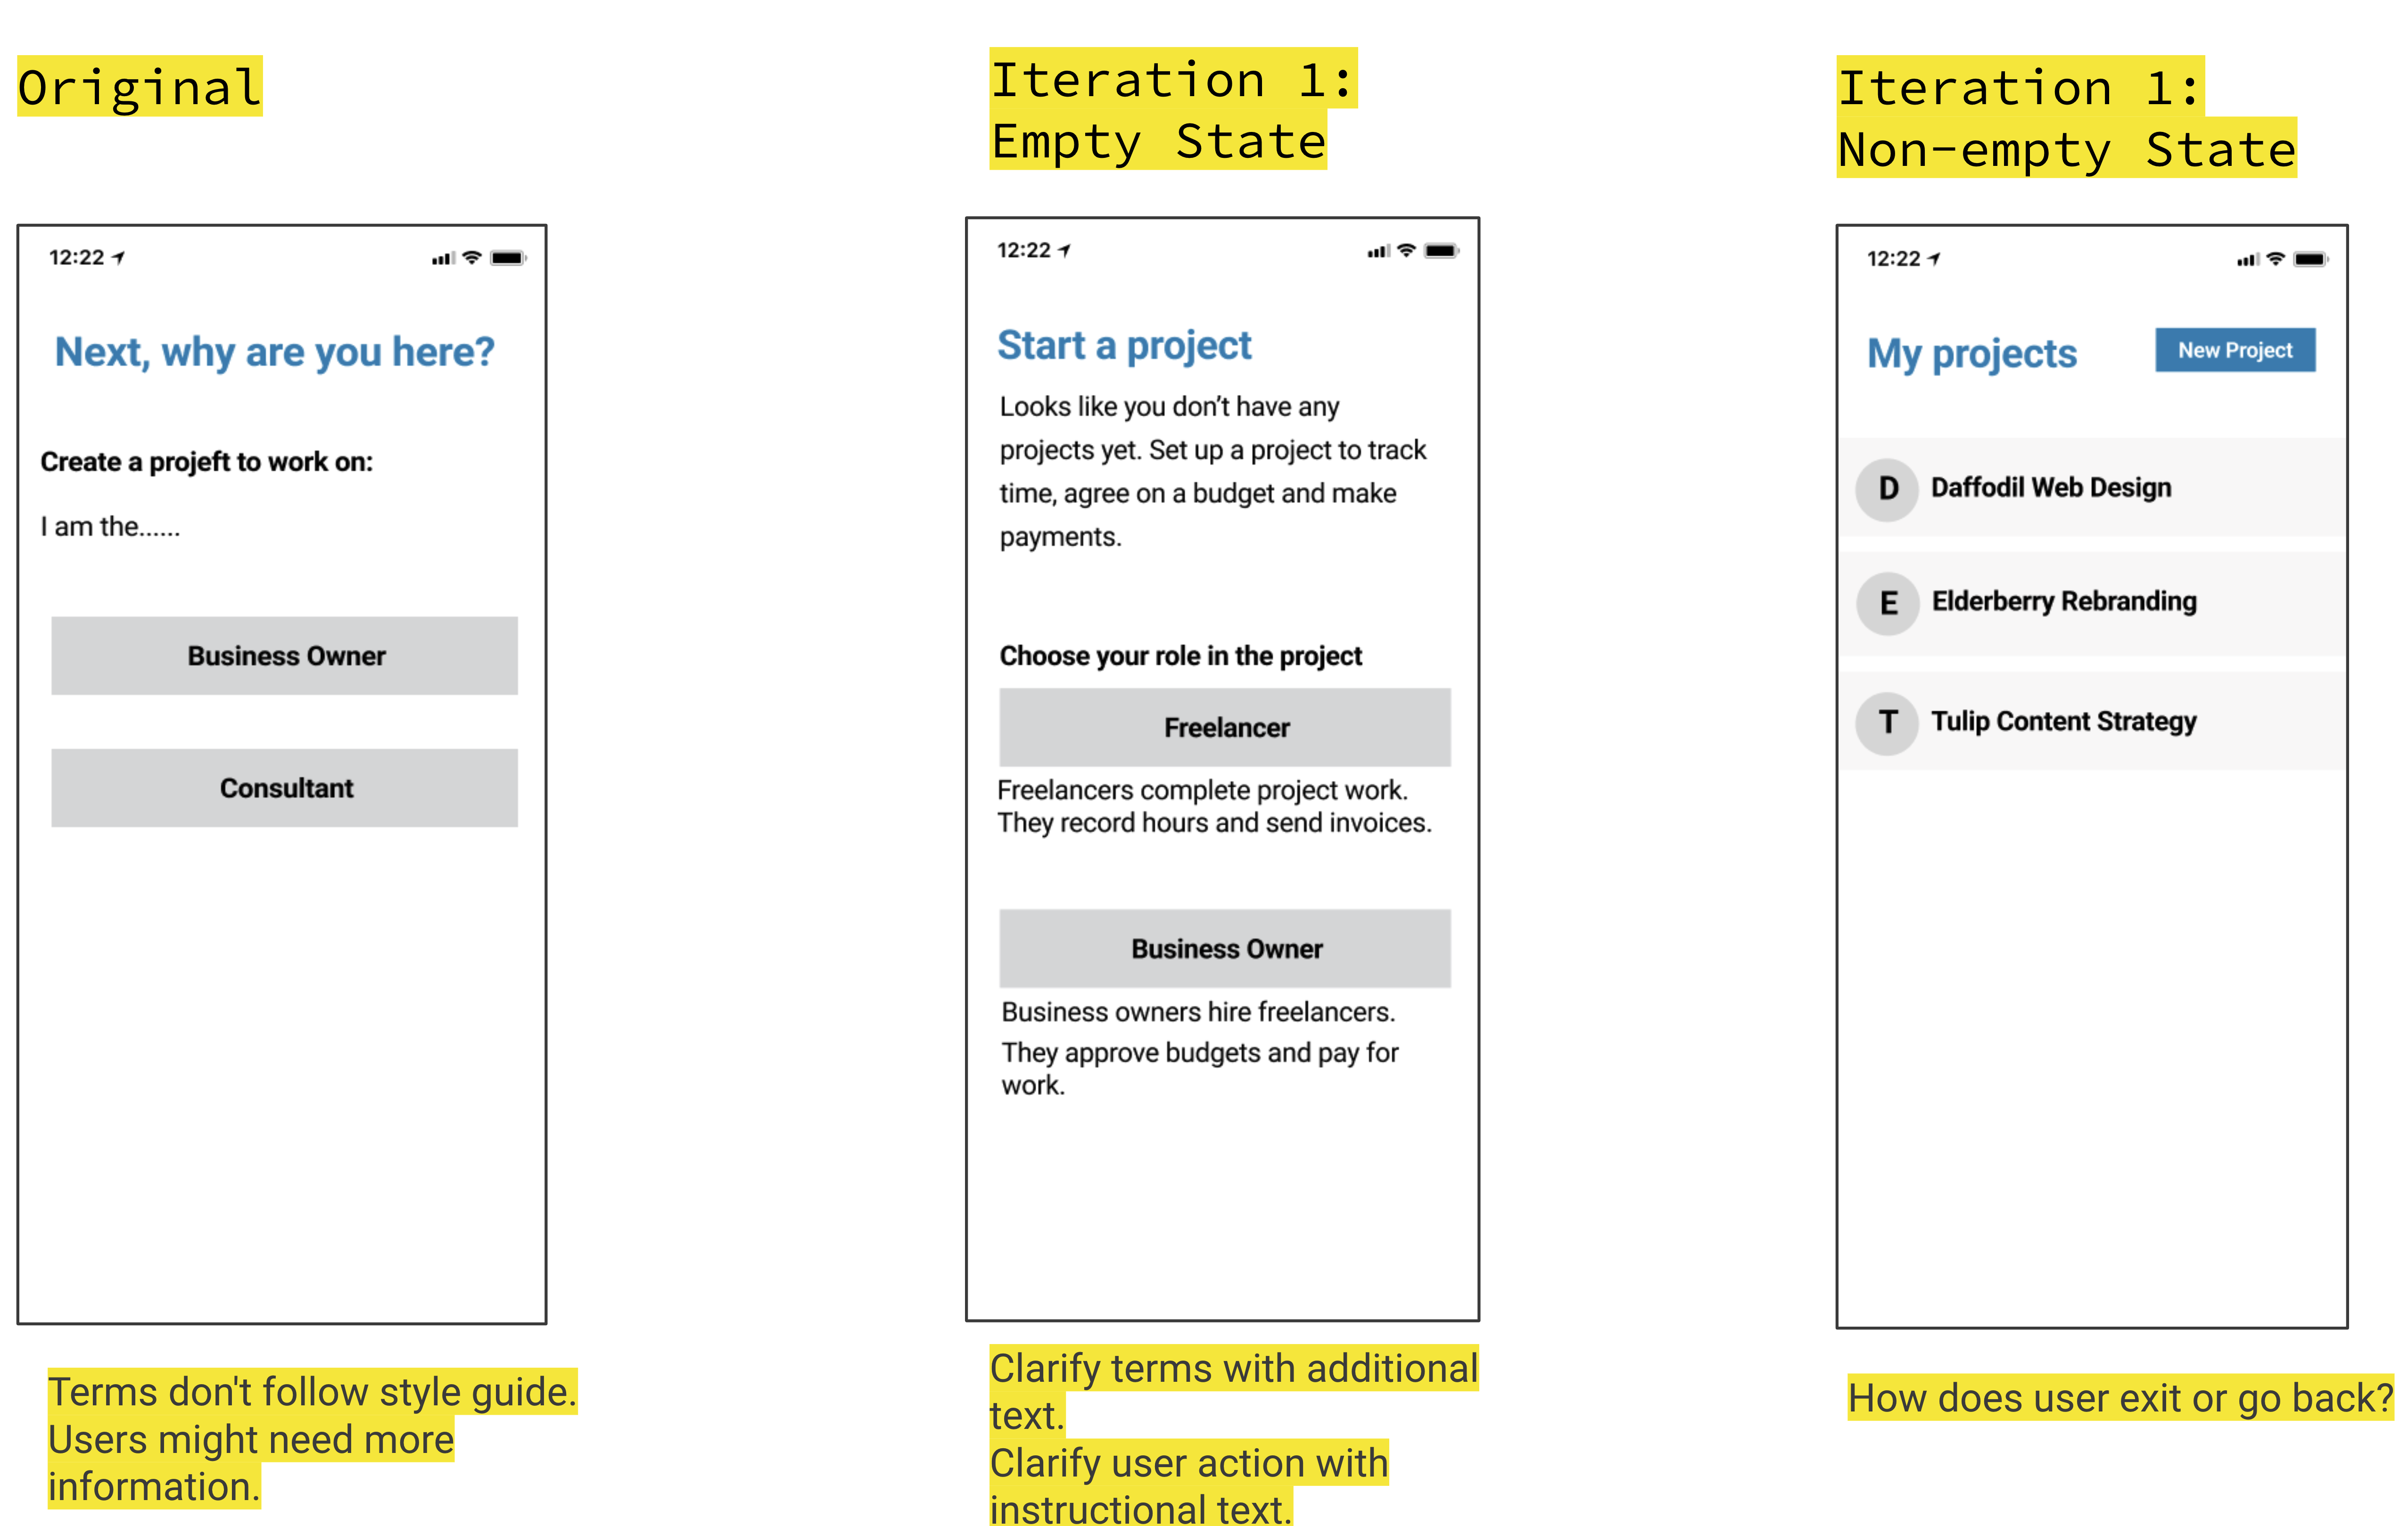 Original
12:22
Next, why are you here?
Create a projeft to work on:
I am the......
Business Owner
Consultant
Terms don't follow style guide.
Users might need more
information.
Iteration 1:
Empty State
12:22
Start a project
Looks like you don’t have any
projects yet. Set up a project to track
time, agree on a budget and make
payments.
Choose your role in the project
Freelancer
Freelancers complete project work.
They record hours and send invoices.
Business Owner
Business owners hire freelancers.
They approve budgets and pay for
work.
Clarify terms with additional
text.
Clarify user action with
instructional text.
Iteration 1:
Non-empty State
12:22
My projects
New Project
D Daffodil Web Design
E Elderberry Rebranding
T Tulip Content Strategy
How does user exit or go back?